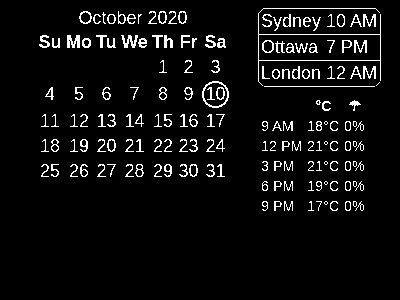 October 2020
Su Mo Tu We Th Fr Sa
1 2 3
4 5 6 7 8 9 10
11 12 13 14 15 16 17
18 19 20 21 22 23 24
25 26 27 28 29 30 31
Sydney 10 AM
Ottawa 7 PM
London 12 AM
°C ☂
9 AM 18°C 0%
12 PM 21°C 0%
3 PM 21°C 0%
6 PM 19°C 0%
9 PM 17°C 0%